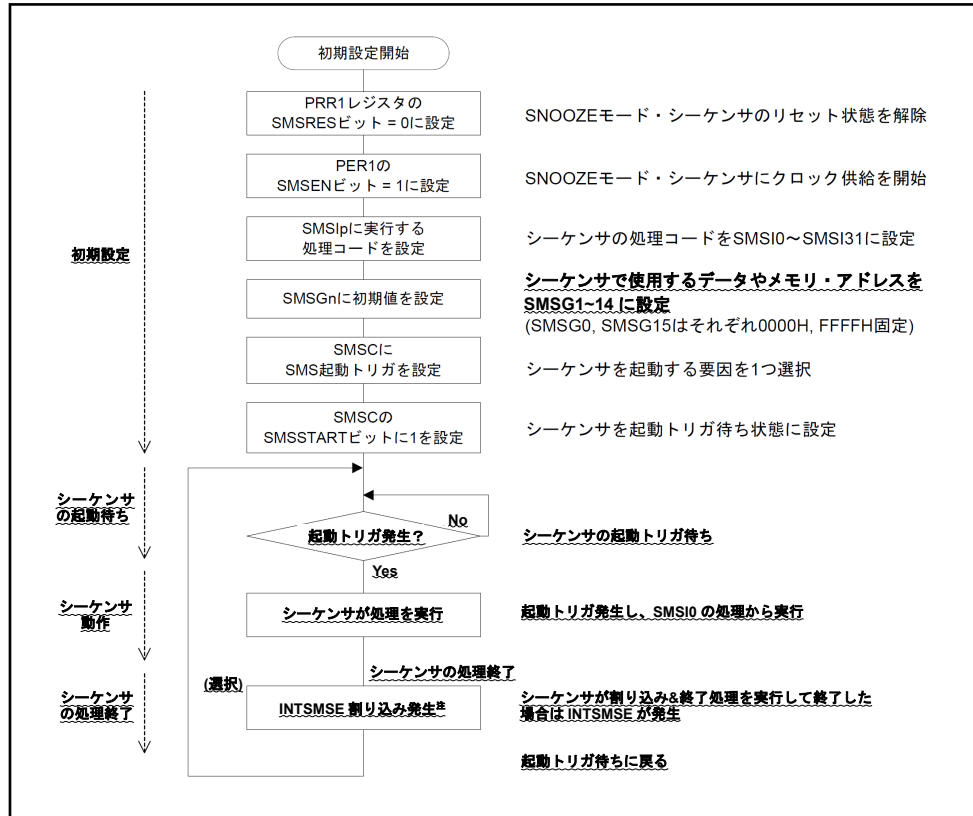 初期設定開始
PRR1レジスタの
SMSRESビット = 0に設定
SNOOZEモード・シーケンサのリセット状態を解除
PER1の
SMSENビット = 1に設定
SNOOZEモード・シーケンサにクロック供給を開始
初期設定
SMSIpに実行する
処理コードを設定
シーケンサの処理コードをSMSI0～SMSI31に設定
SMSGnに初期値を設定
シーケンサで使用するデータやメモリ・アドレスを
SMSG1~14 に設定
(SMSG0, SMSG15はそれぞれ0000H, FFFFH固定)
SMSCに
SMS起動トリガを設定
シーケンサを起動する要因を1つ選択
SMSCの
SMSSTARTビットに1を設定
シーケンサを起動トリガ待ち状態に設定
シーケンサ
の起動待ち
起動トリガ発生？
No
Yes
シーケンサの起動トリガ待ち
シーケンサ
動作
シーケンサが処理を実行
起動トリガ発生し、SMSI0 の処理から実行
シーケンサの処理終了
(選択)
シーケンサ
の処理終了
INTSMSE 割り込み発生注
シーケンサが割り込み&終了処理を実行して終了した
場合は INTSMSE が発生
起動トリガ待ちに戻る